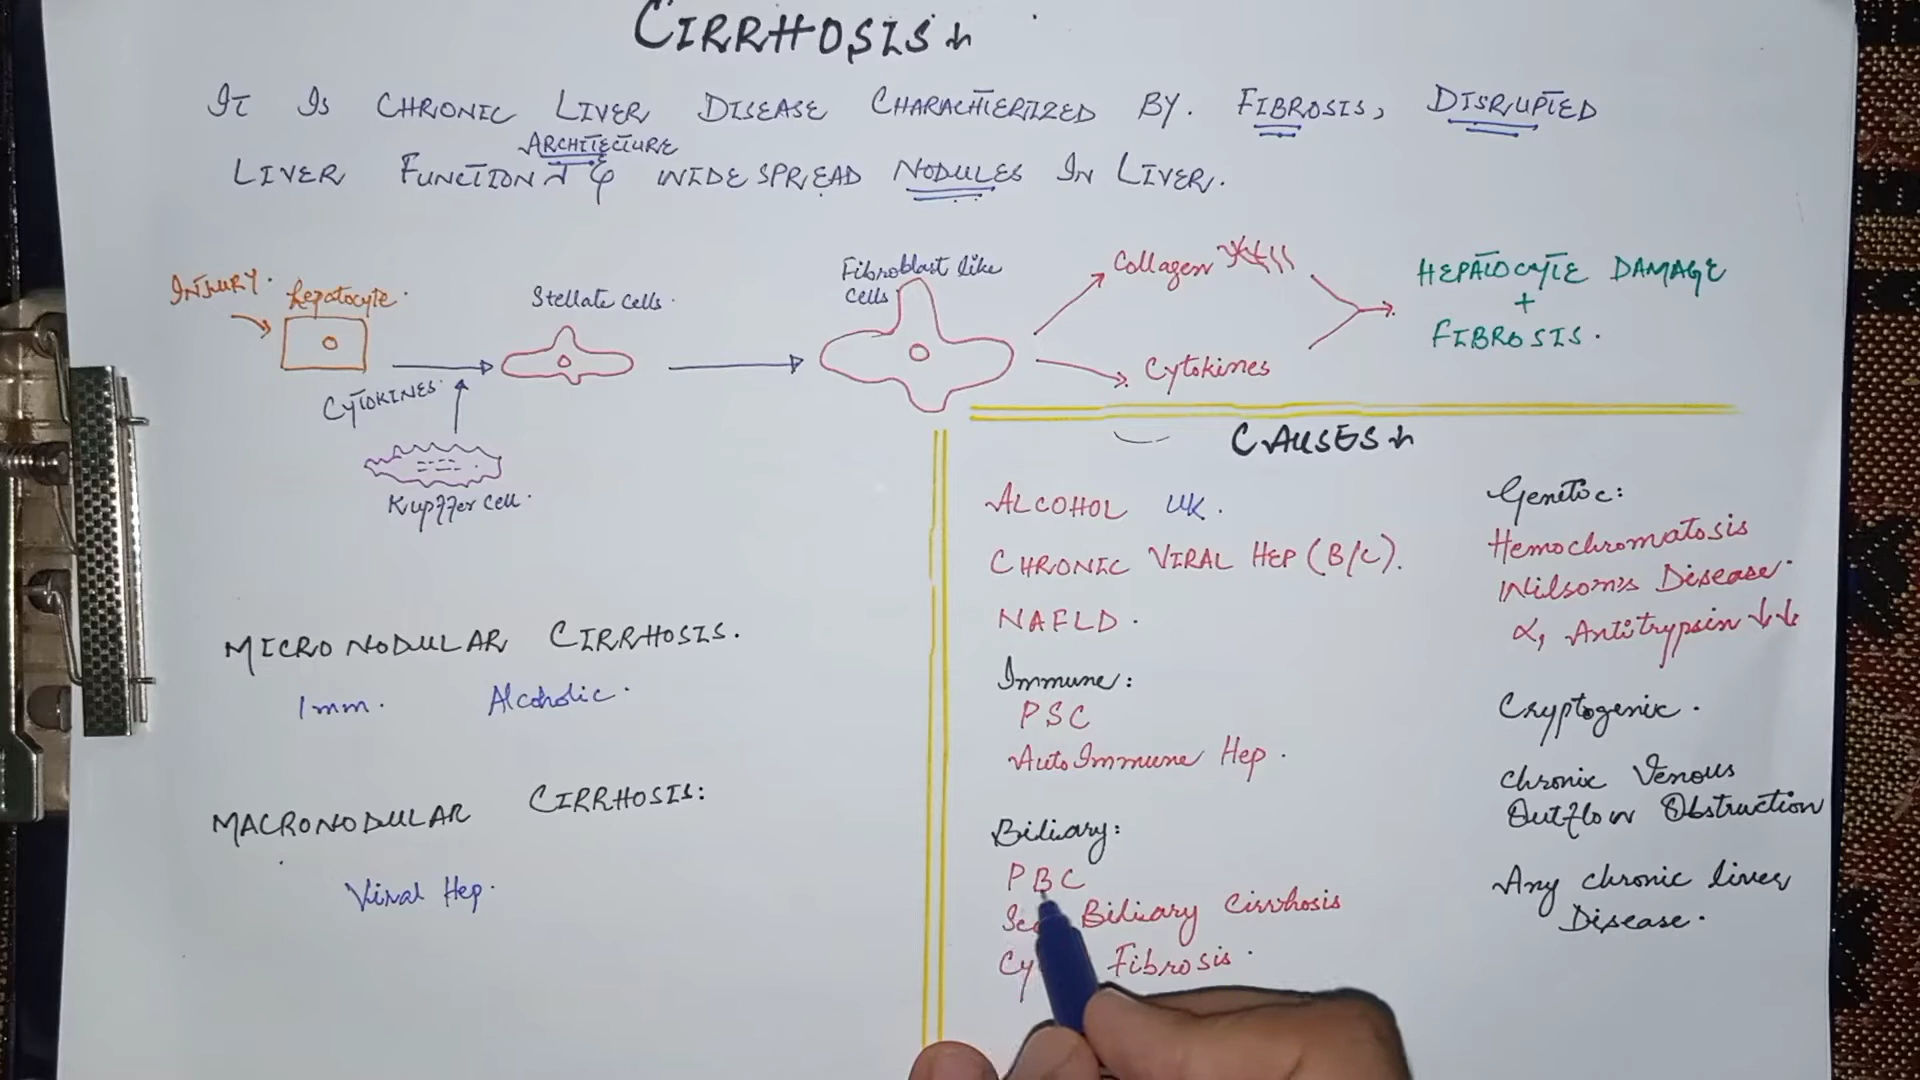 CIRRHOSIS
IT IS CHRONIC LIVER DISEASE CHARACHTERIZED BY. FIBROSIS, DISRUPTED
ARCHITECTURE
LIVER FUNCTION & WIDESPREAD NODULES IN LIVER.
INJURY.
Hepatocyte.
CYTOKINES
Kupffer cell.
Stellate cells.
Fibroblast like
cells
Collagen
Cytokines
HEPATOCYTE DAMAGE
+
FIBROSIS.
MICRONODULAR CIRRHOSIS.
1mm. Alcoholic.
MACRONODULAR CIRRHOSIS:
Viral Hep.
CAUSES
ALCOHOL UK.
CHRONIC VIRAL HEP (B/C).
NAFLD.
Immune:
PSC
AutoImmune Hep.
Biliary:
PBC
Biliary Cirrhosis
Fibrosis.
Genetic:
Hemochromatosis
Wilson's Disease.
α1 Antitrypsin ↓↓
Cryptogenic.
Chronic Venous
Outflow Obstruction
Any chronic liver
Disease.